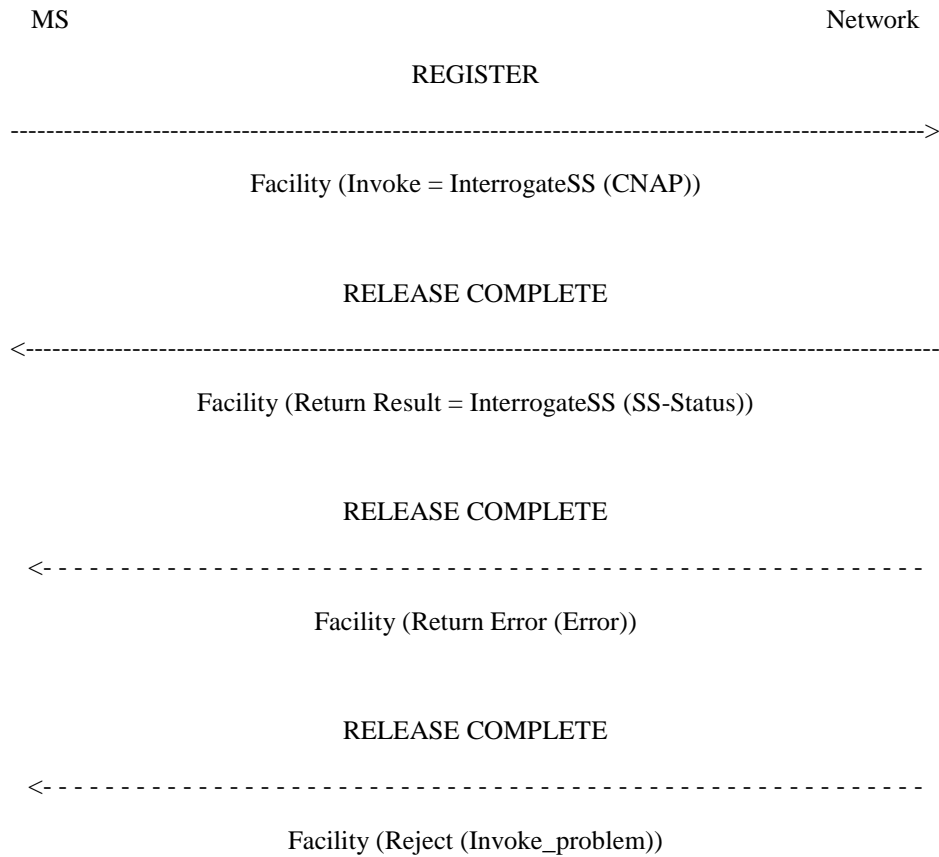 MS Network
REGISTER
------------------------------------------------------------------------------------------------------->
Facility (Invoke = InterrogateSS (CNAP))
RELEASE COMPLETE
<-------------------------------------------------------------------------------------------------------
Facility (Return Result = InterrogateSS (SS-Status))
RELEASE COMPLETE
<- - - - - - - - - - - - - - - - - - - - - - - - - - - - - - - - - - - - - - - - - - - - - - - - - - - - - - - - - -
Facility (Return Error (Error))
RELEASE COMPLETE
<- - - - - - - - - - - - - - - - - - - - - - - - - - - - - - - - - - - - - - - - - - - - - - - - - - - - - - - - - -
Facility (Reject (Invoke_problem))